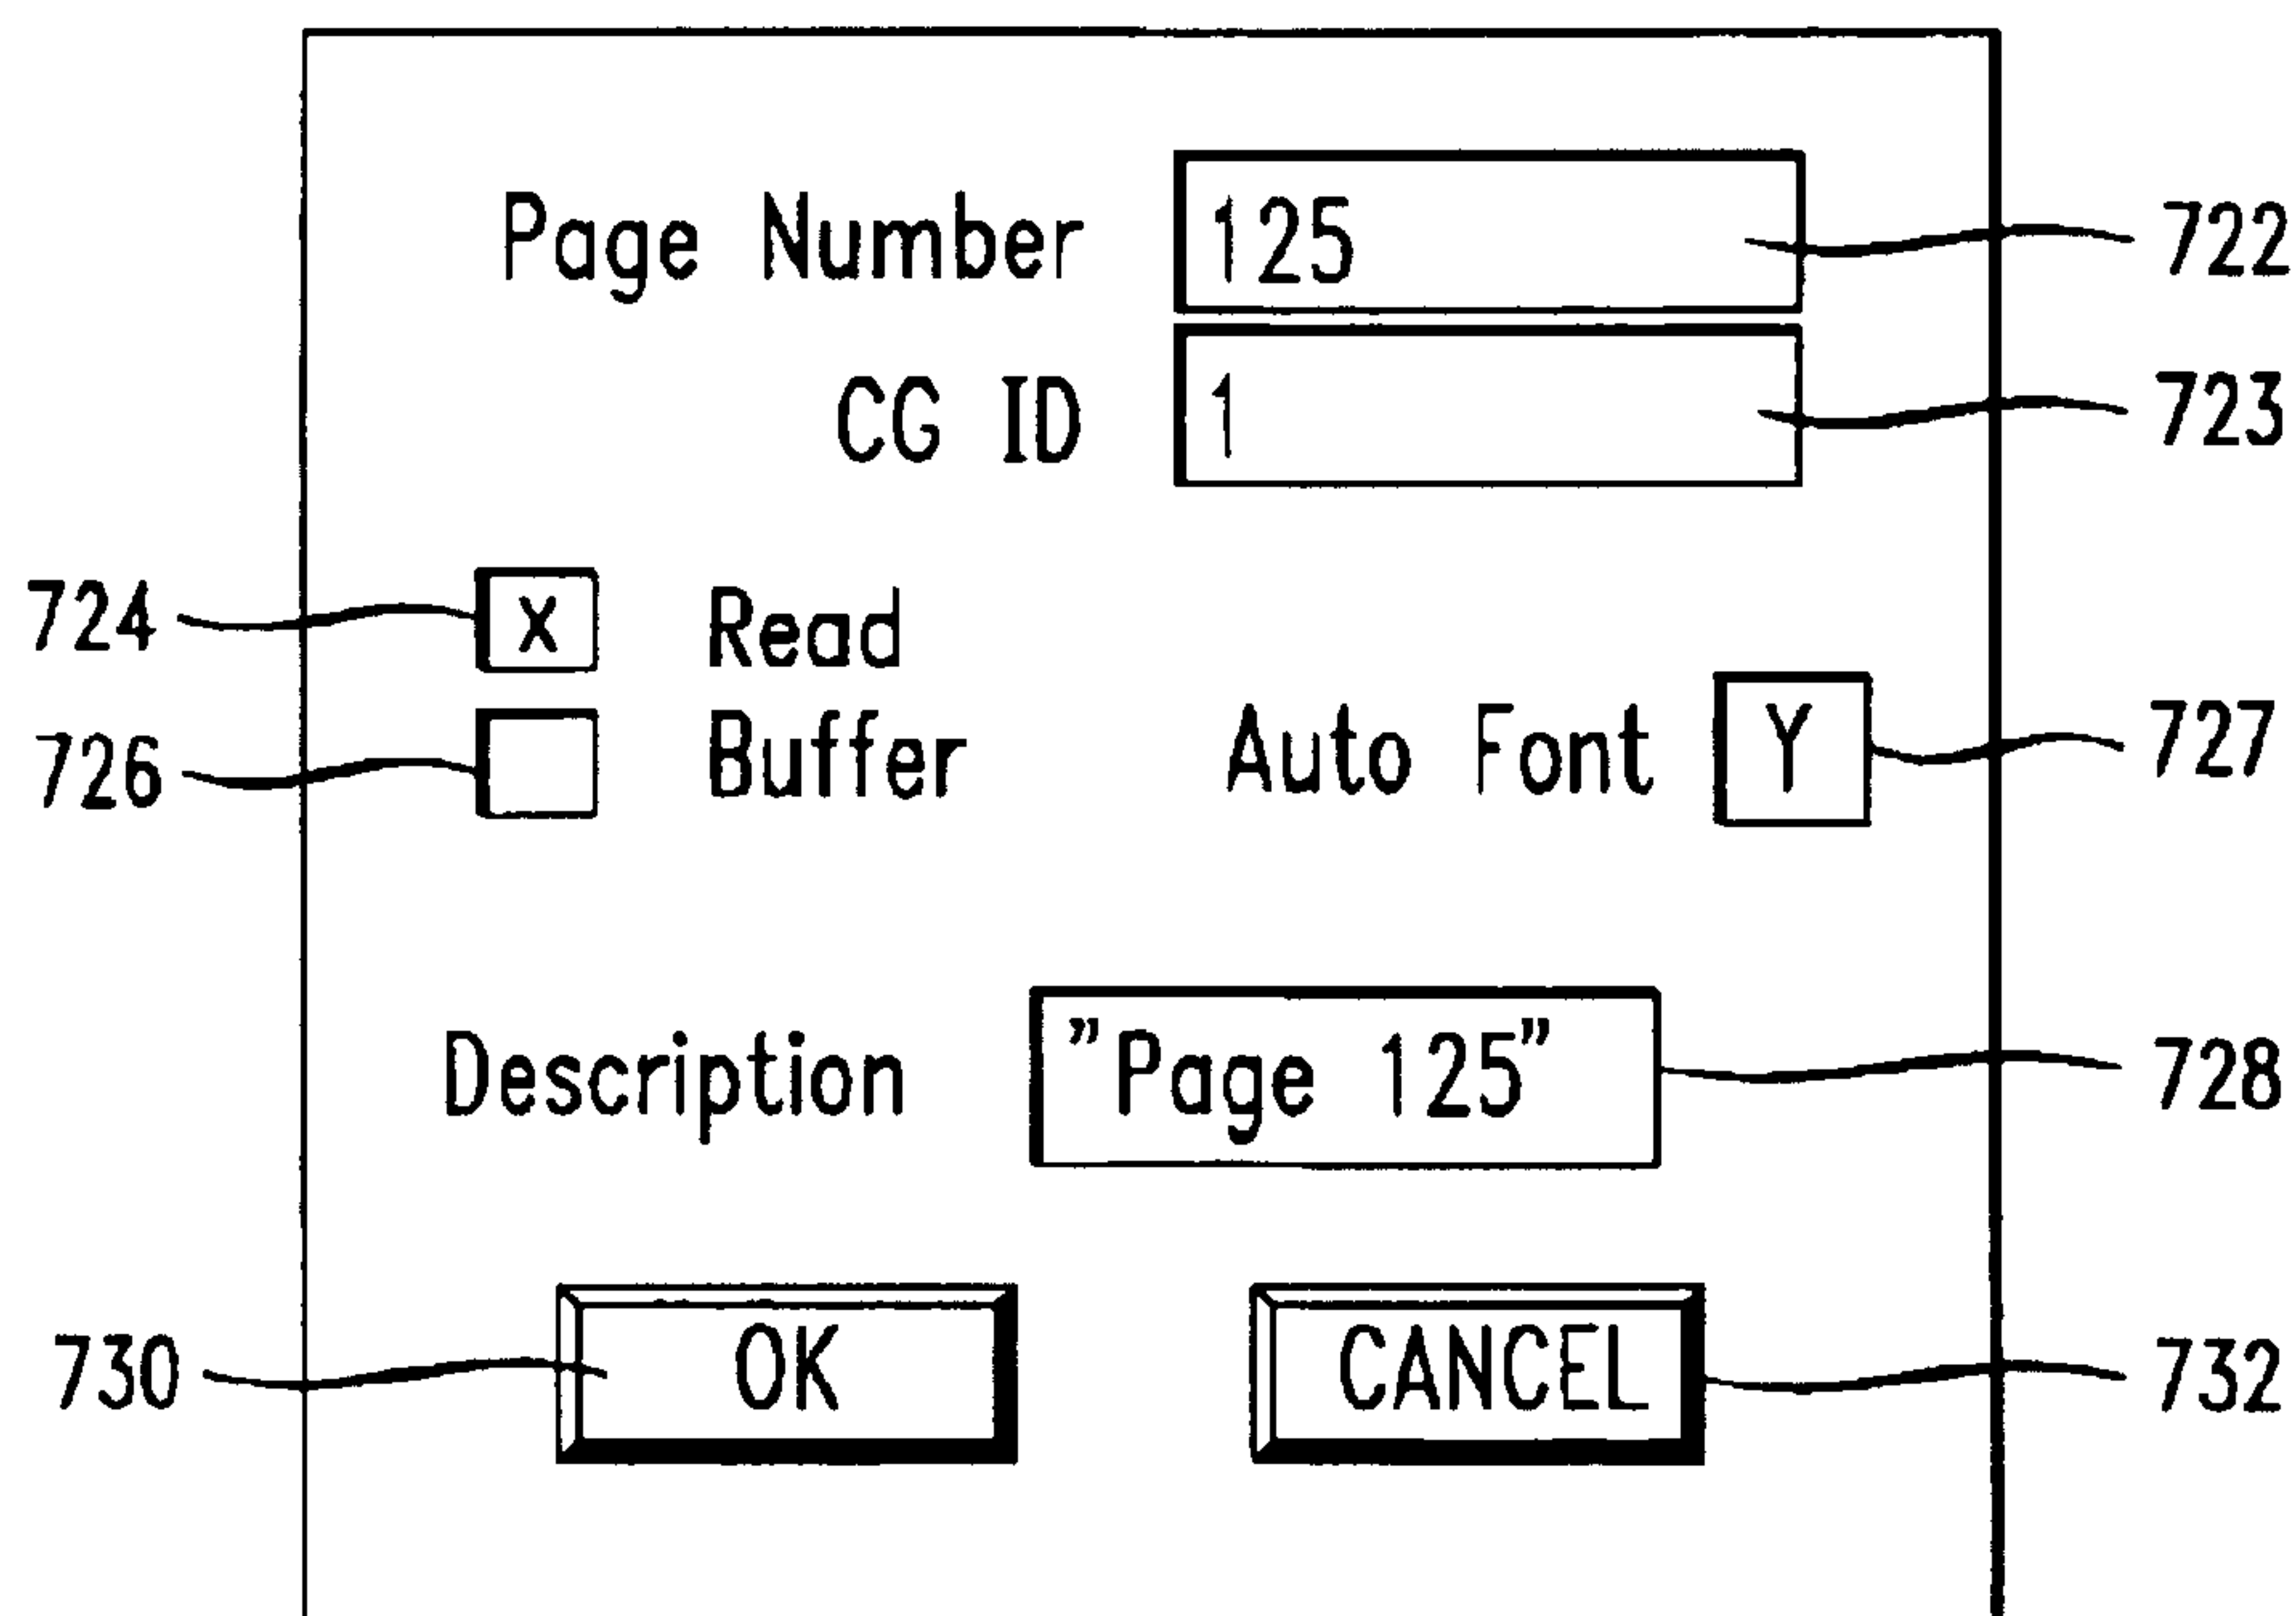 Page Number 125 722
CG ID 1 723
724 X Read
726 Buffer Auto Font Y 727
Description "Page 125" 728
730 OK CANCEL 732